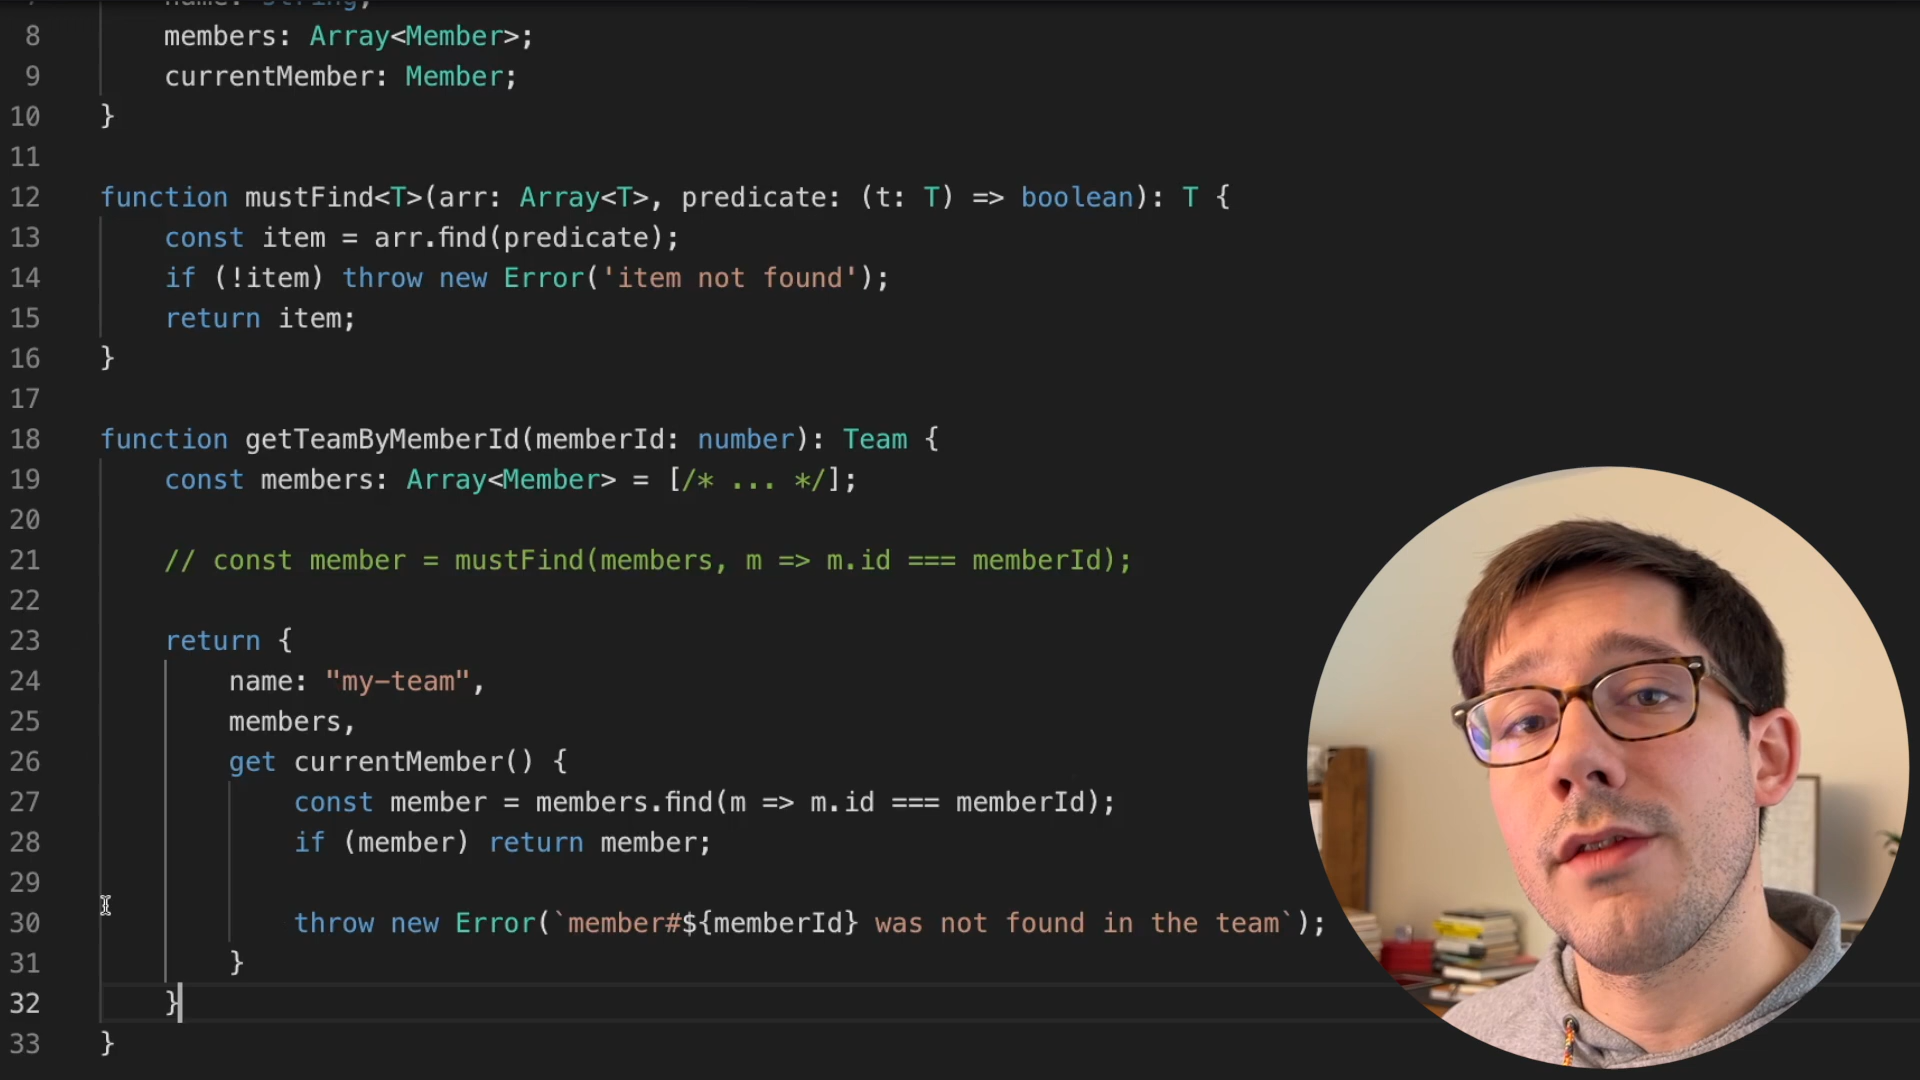 name: String;
8 members: Array<Member>;
9 currentMember: Member;
10 }
11
12 function mustFind<T>(arr: Array<T>, predicate: (t: T) => boolean): T {
13 const item = arr.find(predicate);
14 if (!item) throw new Error('item not found');
15 return item;
16 }
17
18 function getTeamByMemberId(memberId: number): Team {
19 const members: Array<Member> = [/* ... */];
20
21 // const member = mustFind(members, m => m.id === memberId);
22
23 return {
24 name: "my-team",
25 members,
26 get currentMember() {
27 const member = members.find(m => m.id === memberId);
28 if (member) return member;
29
30 throw new Error(`member#${memberId} was not found in the team`);
31 }
32 }
33 }